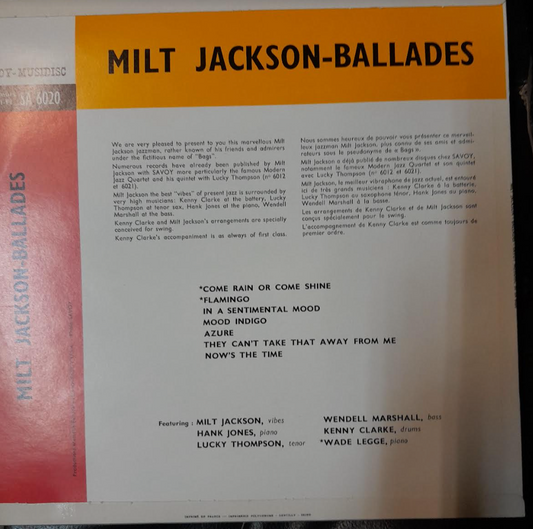 MILT JACKSON-BALLADES
OY-MUSIDISC
SA 6020
MILT JACKSON-BALLADES
We are very pleased to present to you this marvellous Milt
Jackson jazzman, rather known of his friends and admirers
under the fictitious name of "Bags".
Numerous records have already been published by Milt
Jackson with SAVOY more particularly the famous Modern
Jazz Quartet and his quintet with Lucky Thompson (nº 6012
et 6021).
Milt Jackson the best "vibes" of present jazz is surrounded by
very high musicians: Kenny Clarke at the battery, Lucky
Thompson at tenor sax, Hank Jones at the piano, Wendell
Marshall at the bass.
Kenny Clarke and Milt Jackson's arrangements are specially
conceived for swing.
Kenny Clarke's accompaniment is as always of first class.
Nous sommes heureux de pouvoir vous présenter ce merveil-
leux jazzman Milt Jackson, plus connu de ses amis et admi-
rateurs sous le pseudonyme de « Bags ».
Milt Jackson a déjà publié de nombreux disques chez SAVOY,
notamment le fameux Modern Jazz Quartet et son quintet
avec Lucky Thompson (nºˢ 6012 et 6021).
Milt Jackson, le meilleur vibraphone de jazz actuel, est entouré
ici de très grands musiciens : Kenny Clarke à la batterie,
Lucky Thompson au saxophone ténor, Hank Jones au piano,
Wendell Marshall à la basse.
Les arrangements de Kenny Clarke et de Milt Jackson sont
conçus spécialement pour le swing.
L'accompagnement de Kenny Clarke est comme toujours de
premier ordre.
*COME RAIN OR COME SHINE
*FLAMINGO
IN A SENTIMENTAL MOOD
MOOD INDIGO
AZURE
THEY CAN'T TAKE THAT AWAY FROM ME
NOW'S THE TIME
Featuring : MILT JACKSON, vibes
HANK JONES, piano
LUCKY THOMPSON, tenor
WENDELL MARSHALL, bass
KENNY CLARKE, drums
*WADE LEGGE, piano